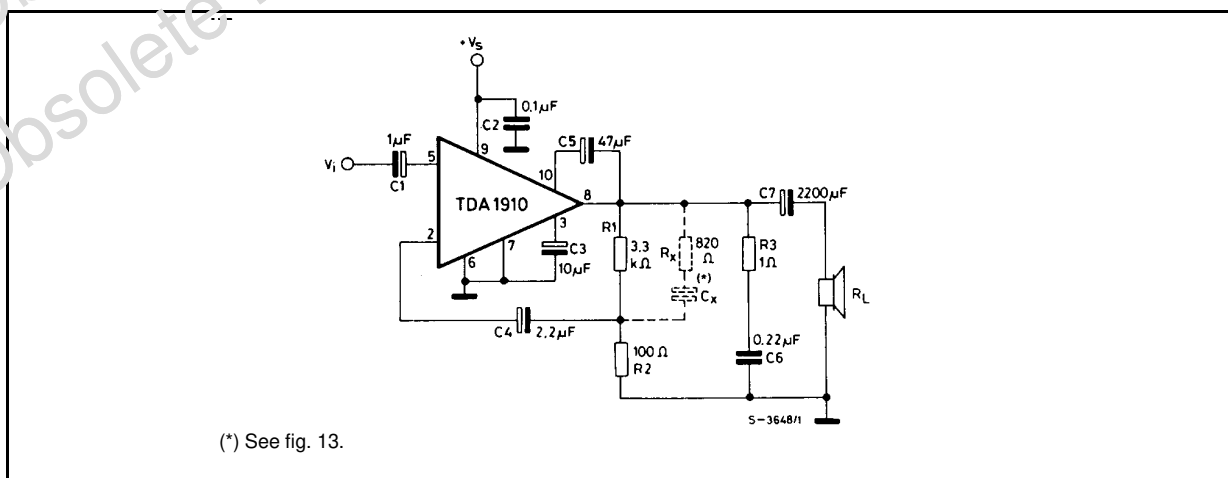 obsolete
+Vs
0.1µF
C2
1µF
Vi
C1
5
9
10
C5
47µF
8
TDA1910
3
C3
10µF
2
6
7
R1
3.3
kΩ
Rx
820
Ω
(*)
Cx
R3
1Ω
C7
2200µF
RL
C4
2.2µF
100Ω
R2
0.22µF
C6
S-3648/1
(*) See fig. 13.